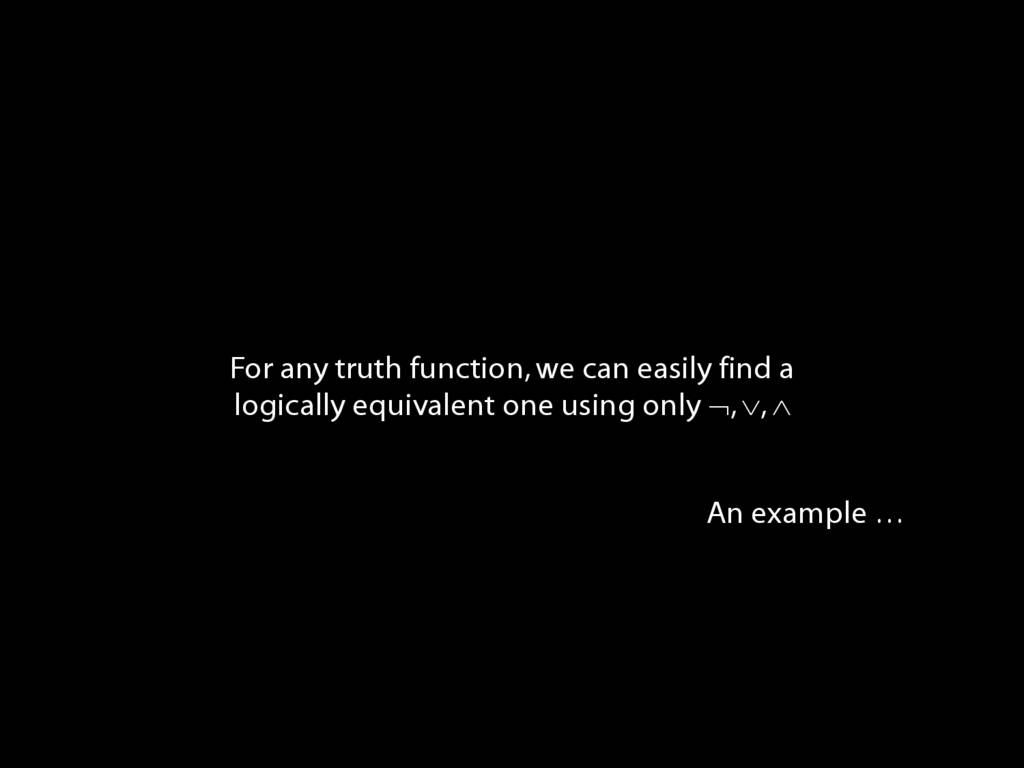 For any truth function, we can easily find a
logically equivalent one using only ¬, ∨, ∧
An example …